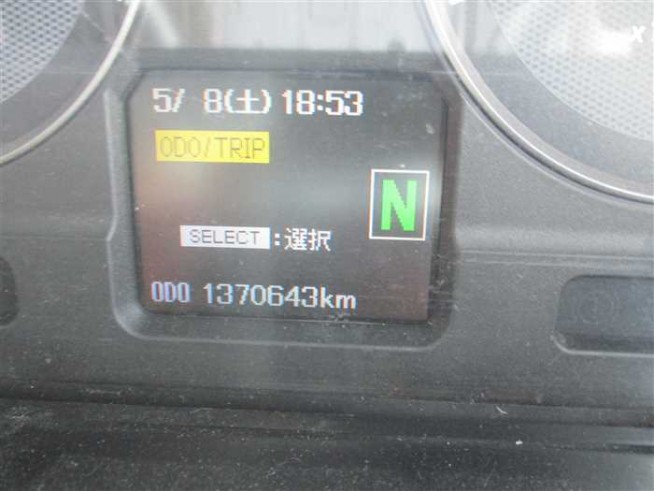 5/ 8(土) 18:53
ODO/TRIP
N
SELECT :選択
ODO 1370643km